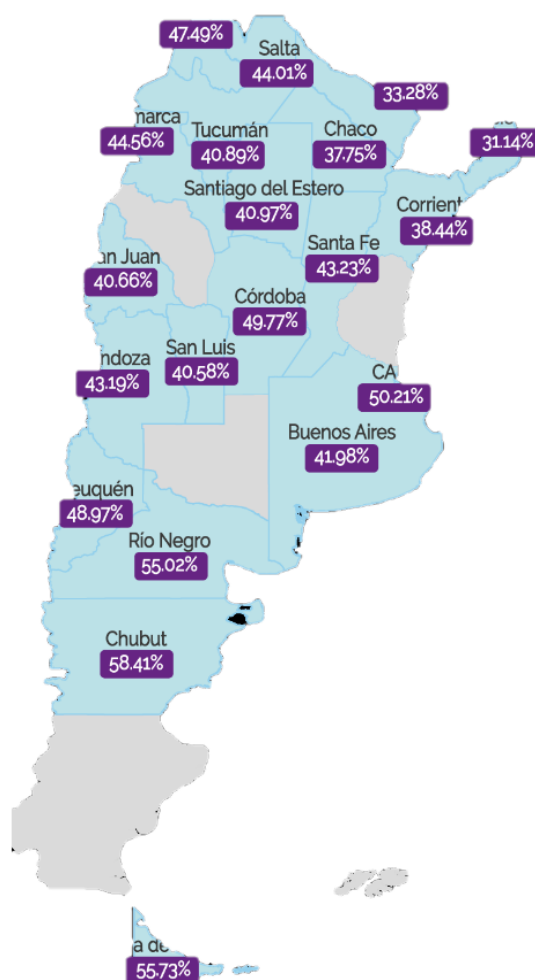 47.49%
Salta
44.01%
33.28%
marca
44.56%
Tucumán
40.89%
Chaco
37.75%
31.14%
Santiago del Estero
40.97%
Corrient
38.44%
an Juan
40.66%
Santa Fe
43.23%
Córdoba
49.77%
ndoza
43.19%
San Luis
40.58%
CA
50.21%
Buenos Aires
41.98%
euquén
48.97%
Río Negro
55.02%
Chubut
58.41%
a de
55.73%